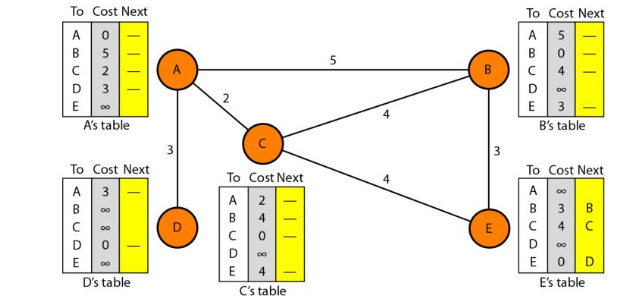 To Cost Next
A 0 —
B 5 —
C 2 —
D 3 —
E ∞
A's table
To Cost Next
A 5 —
B 0 —
C 4 —
D ∞
E 3 —
B's table
A
5
B
2
4
C
3
4
3
D
E
To Cost Next
A 3 —
B ∞
C ∞
D 0 —
E ∞
D's table
To Cost Next
A 2 —
B 4 —
C 0 —
D ∞
E 4 —
C's table
To Cost Next
A ∞
B 3 B
C 4 C
D ∞
E 0 D
E's table